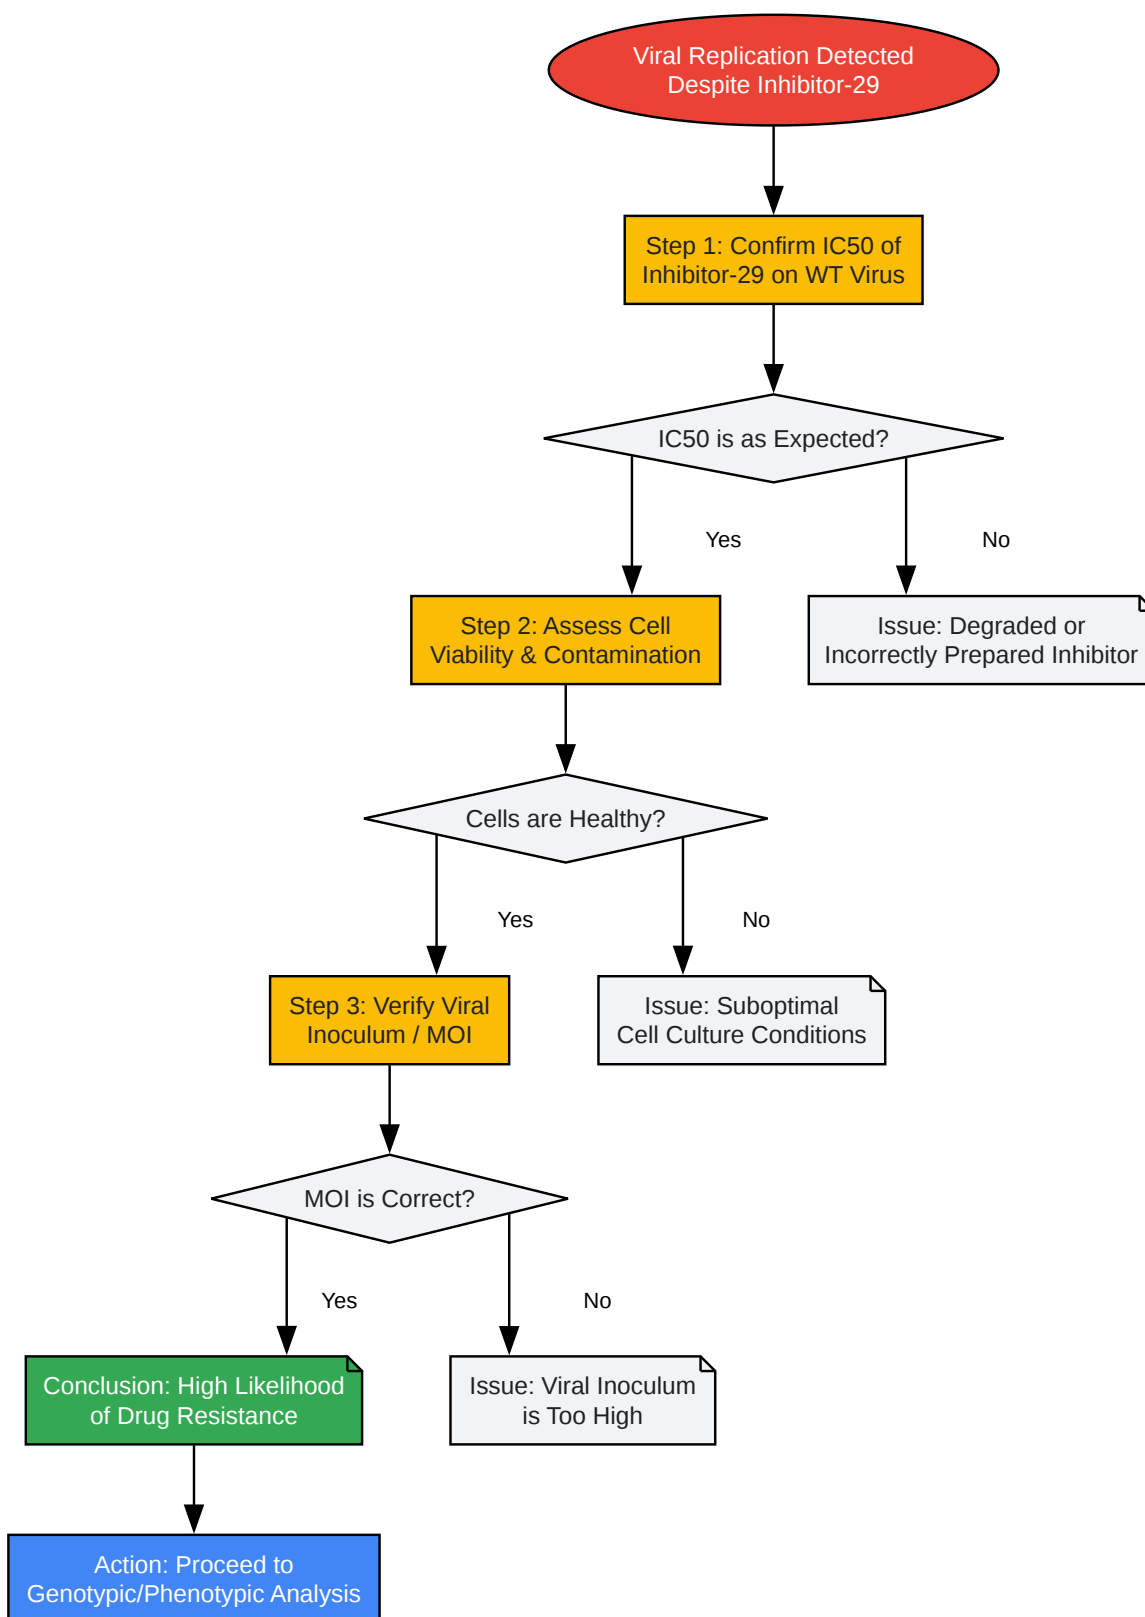 Viral Replication Detected
Despite Inhibitor-29
Step 1: Confirm IC50 of
Inhibitor-29 on WT Virus
IC50 is as Expected?
Yes
No
Step 2: Assess Cell
Viability & Contamination
Issue: Degraded or
Incorrectly Prepared Inhibitor
Cells are Healthy?
Yes
No
Step 3: Verify Viral
Inoculum / MOI
Issue: Suboptimal
Cell Culture Conditions
MOI is Correct?
Yes
No
Conclusion: High Likelihood
of Drug Resistance
Issue: Viral Inoculum
is Too High
Action: Proceed to
Genotypic/Phenotypic Analysis